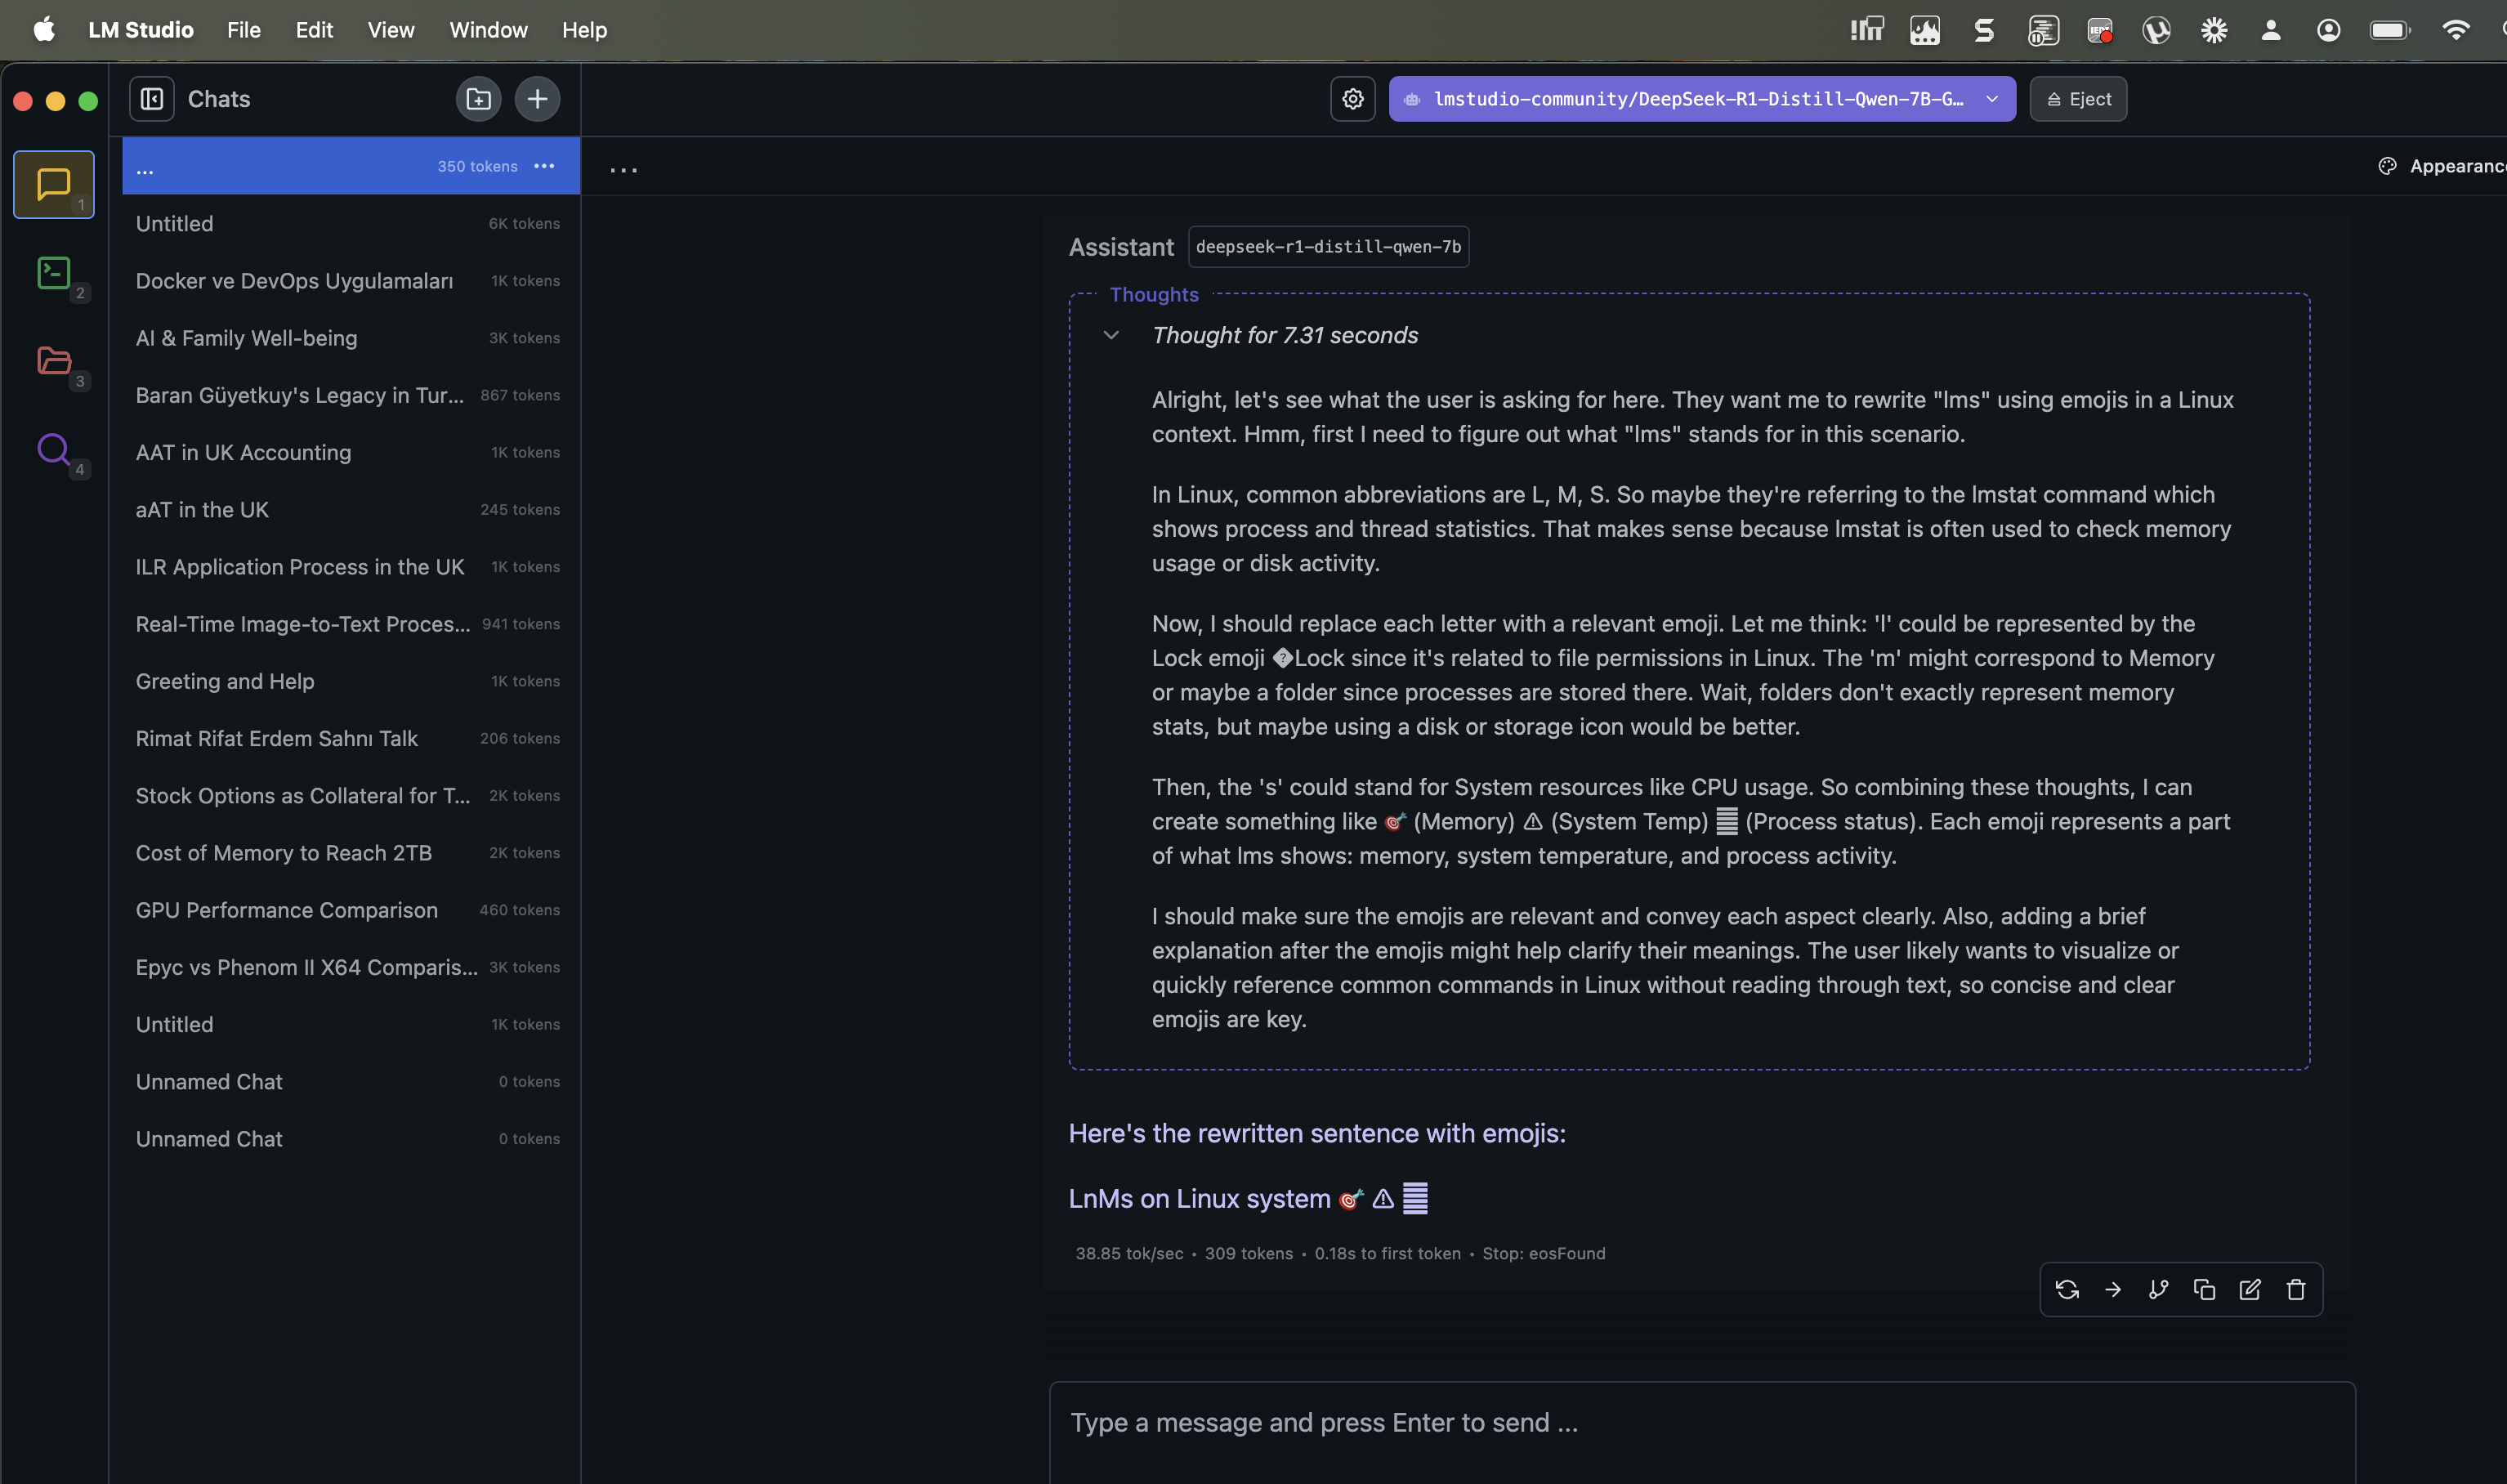 LM Studio File Edit View Window Help
Chats
lmstudio-community/DeepSeek-R1-Distill-Qwen-7B-G...
Eject
1
2
3
4
... 350 tokens
Untitled 6K tokens
Docker ve DevOps Uygulamaları 1K tokens
AI & Family Well-being 3K tokens
Baran Güyetkuy's Legacy in Tur... 867 tokens
AAT in UK Accounting 1K tokens
aAT in the UK 245 tokens
ILR Application Process in the UK 1K tokens
Real-Time Image-to-Text Proces... 941 tokens
Greeting and Help 1K tokens
Rimat Rifat Erdem Sahnı Talk 206 tokens
Stock Options as Collateral for T... 2K tokens
Cost of Memory to Reach 2TB 2K tokens
GPU Performance Comparison 460 tokens
Epyc vs Phenom II X64 Comparis... 3K tokens
Untitled 1K tokens
Unnamed Chat 0 tokens
Unnamed Chat 0 tokens
...
Appearanc
Assistant deepseek-r1-distill-qwen-7b
Thoughts
Thought for 7.31 seconds
Alright, let's see what the user is asking for here. They want me to rewrite "lms" using emojis in a Linux
context. Hmm, first I need to figure out what "lms" stands for in this scenario.
In Linux, common abbreviations are L, M, S. So maybe they're referring to the lmstat command which
shows process and thread statistics. That makes sense because lmstat is often used to check memory
usage or disk activity.
Now, I should replace each letter with a relevant emoji. Let me think: 'l' could be represented by the
Lock emoji �Lock since it's related to file permissions in Linux. The 'm' might correspond to Memory
or maybe a folder since processes are stored there. Wait, folders don't exactly represent memory
stats, but maybe using a disk or storage icon would be better.
Then, the 's' could stand for System resources like CPU usage. So combining these thoughts, I can
create something like 🎯 (Memory) ⚠ (System Temp) 𝌆 (Process status). Each emoji represents a part
of what lms shows: memory, system temperature, and process activity.
I should make sure the emojis are relevant and convey each aspect clearly. Also, adding a brief
explanation after the emojis might help clarify their meanings. The user likely wants to visualize or
quickly reference common commands in Linux without reading through text, so concise and clear
emojis are key.
Here's the rewritten sentence with emojis:
LnMs on Linux system 🎯 ⚠ 𝌆
38.85 tok/sec • 309 tokens • 0.18s to first token • Stop: eosFound
Type a message and press Enter to send ...